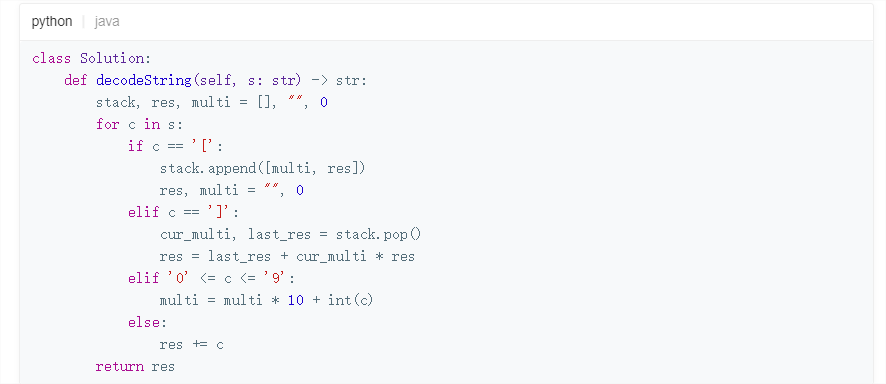 python | java
class Solution:
    def decodeString(self, s: str) -> str:
        stack, res, multi = [], "", 0
        for c in s:
            if c == '[':
                stack.append([multi, res])
                res, multi = "", 0
            elif c == ']':
                cur_multi, last_res = stack.pop()
                res = last_res + cur_multi * res
            elif '0' <= c <= '9':
                multi = multi * 10 + int(c)
            else:
                res += c
        return res